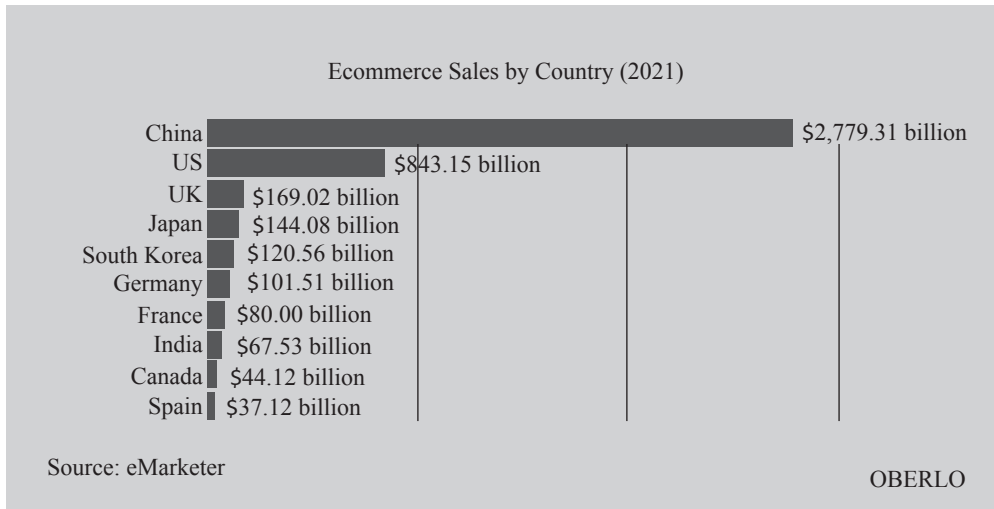 Ecommerce Sales by Country (2021)
China $2,779.31 billion
US $843.15 billion
UK $169.02 billion
Japan $144.08 billion
South Korea $120.56 billion
Germany $101.51 billion
France $80.00 billion
India $67.53 billion
Canada $44.12 billion
Spain $37.12 billion
Source: eMarketer
OBERLO